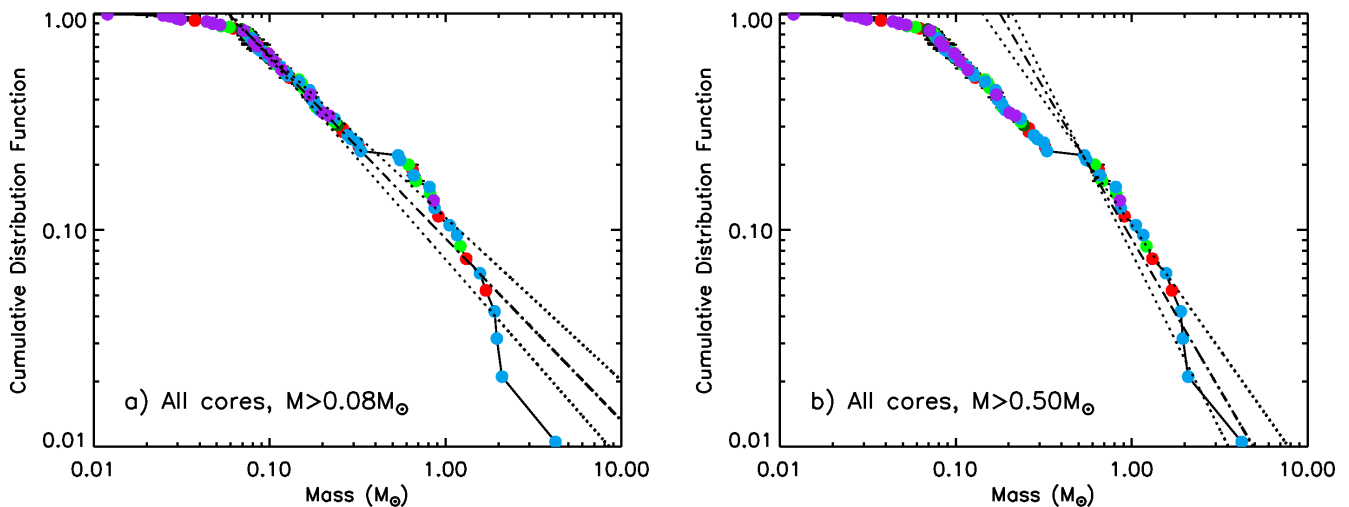 1.00
0.10
0.01
Cumulative Distribution Function
a) All cores, M>0.08M⊙
0.01 0.10 1.00 10.00
Mass (M⊙)
1.00
0.10
0.01
Cumulative Distribution Function
b) All cores, M>0.50M⊙
0.01 0.10 1.00 10.00
Mass (M⊙)